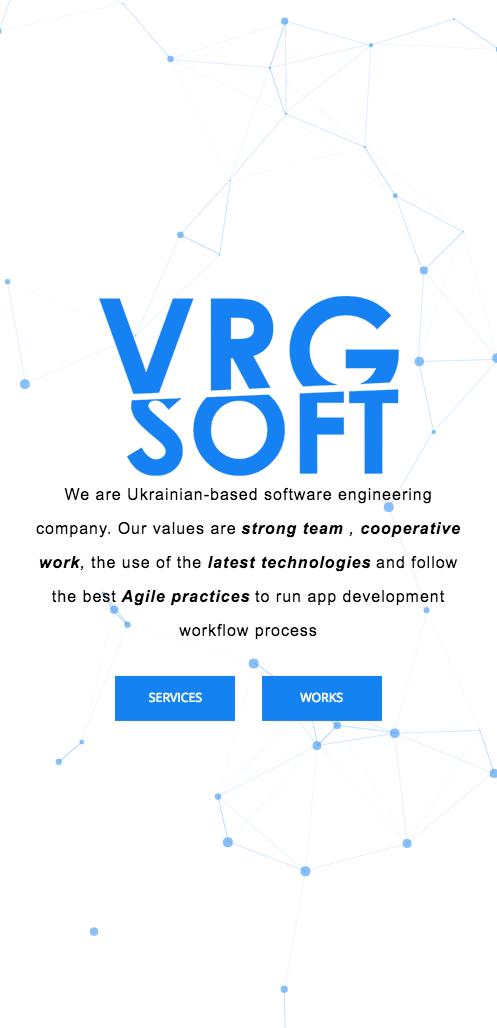 VRG
SOFT
We are Ukrainian-based software engineering
company. Our values are strong team , cooperative
work, the use of the latest technologies and follow
the best Agile practices to run app development
workflow process
SERVICES WORKS